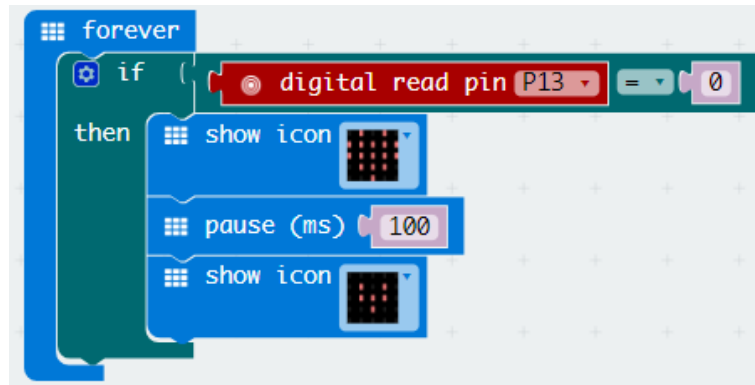 forever
if digital read pin P13 = 0
then show icon
pause (ms) 100
show icon